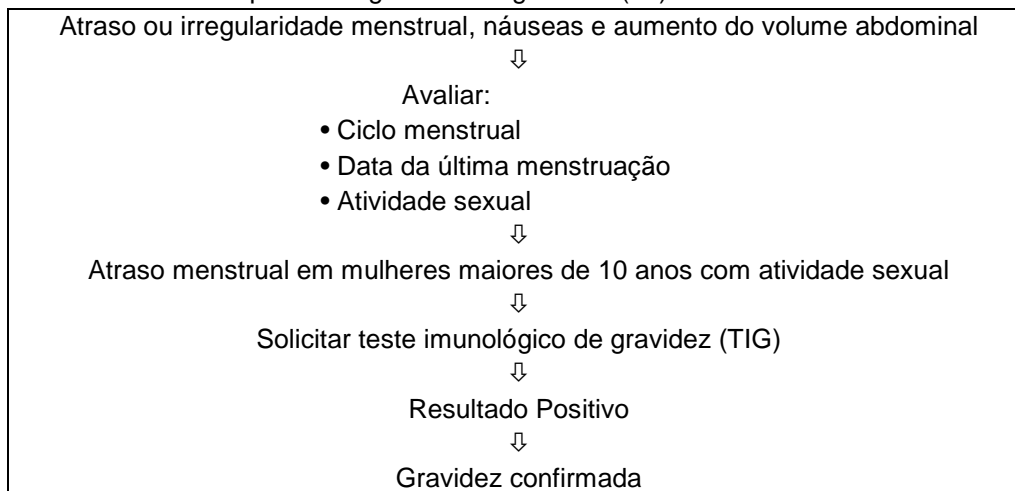 Atraso ou irregularidade menstrual, náuseas e aumento do volume abdominal
⇩
Avaliar:
• Ciclo menstrual
• Data da última menstruação
• Atividade sexual
⇩
Atraso menstrual em mulheres maiores de 10 anos com atividade sexual
⇩
Solicitar teste imunológico de gravidez (TIG)
⇩
Resultado Positivo
⇩
Gravidez confirmada